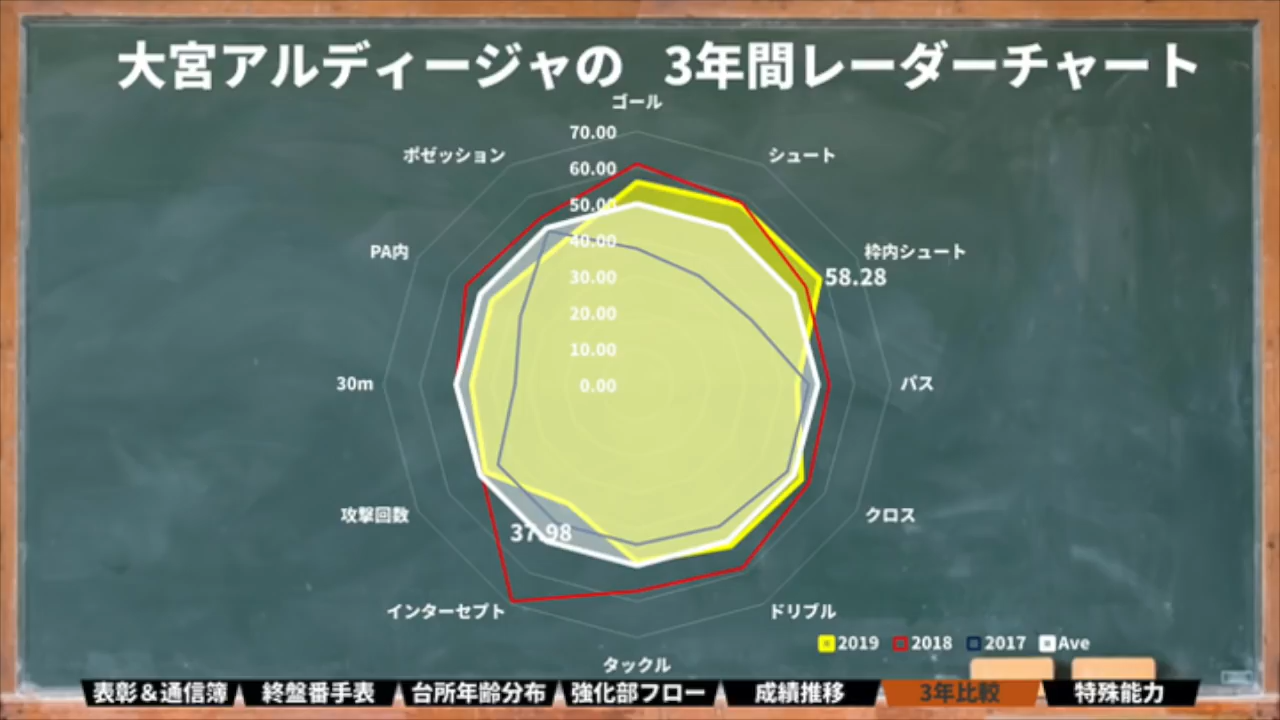 大宮アルディージャの 3年間レーダーチャート
ゴール
70.00
ポゼッション
シュート
60.00
50.00
40.00
PA内
枠内シュート
30.00
58.28
20.00
10.00
0.00
30m
パス
攻撃回数
クロス
37.98
インターセプト
ドリブル
タックル
2019 2018 2017 Ave
表彰＆通信簿 終盤番手表 台所年齢分布 強化部フロー 成績推移 3年比較 特殊能力